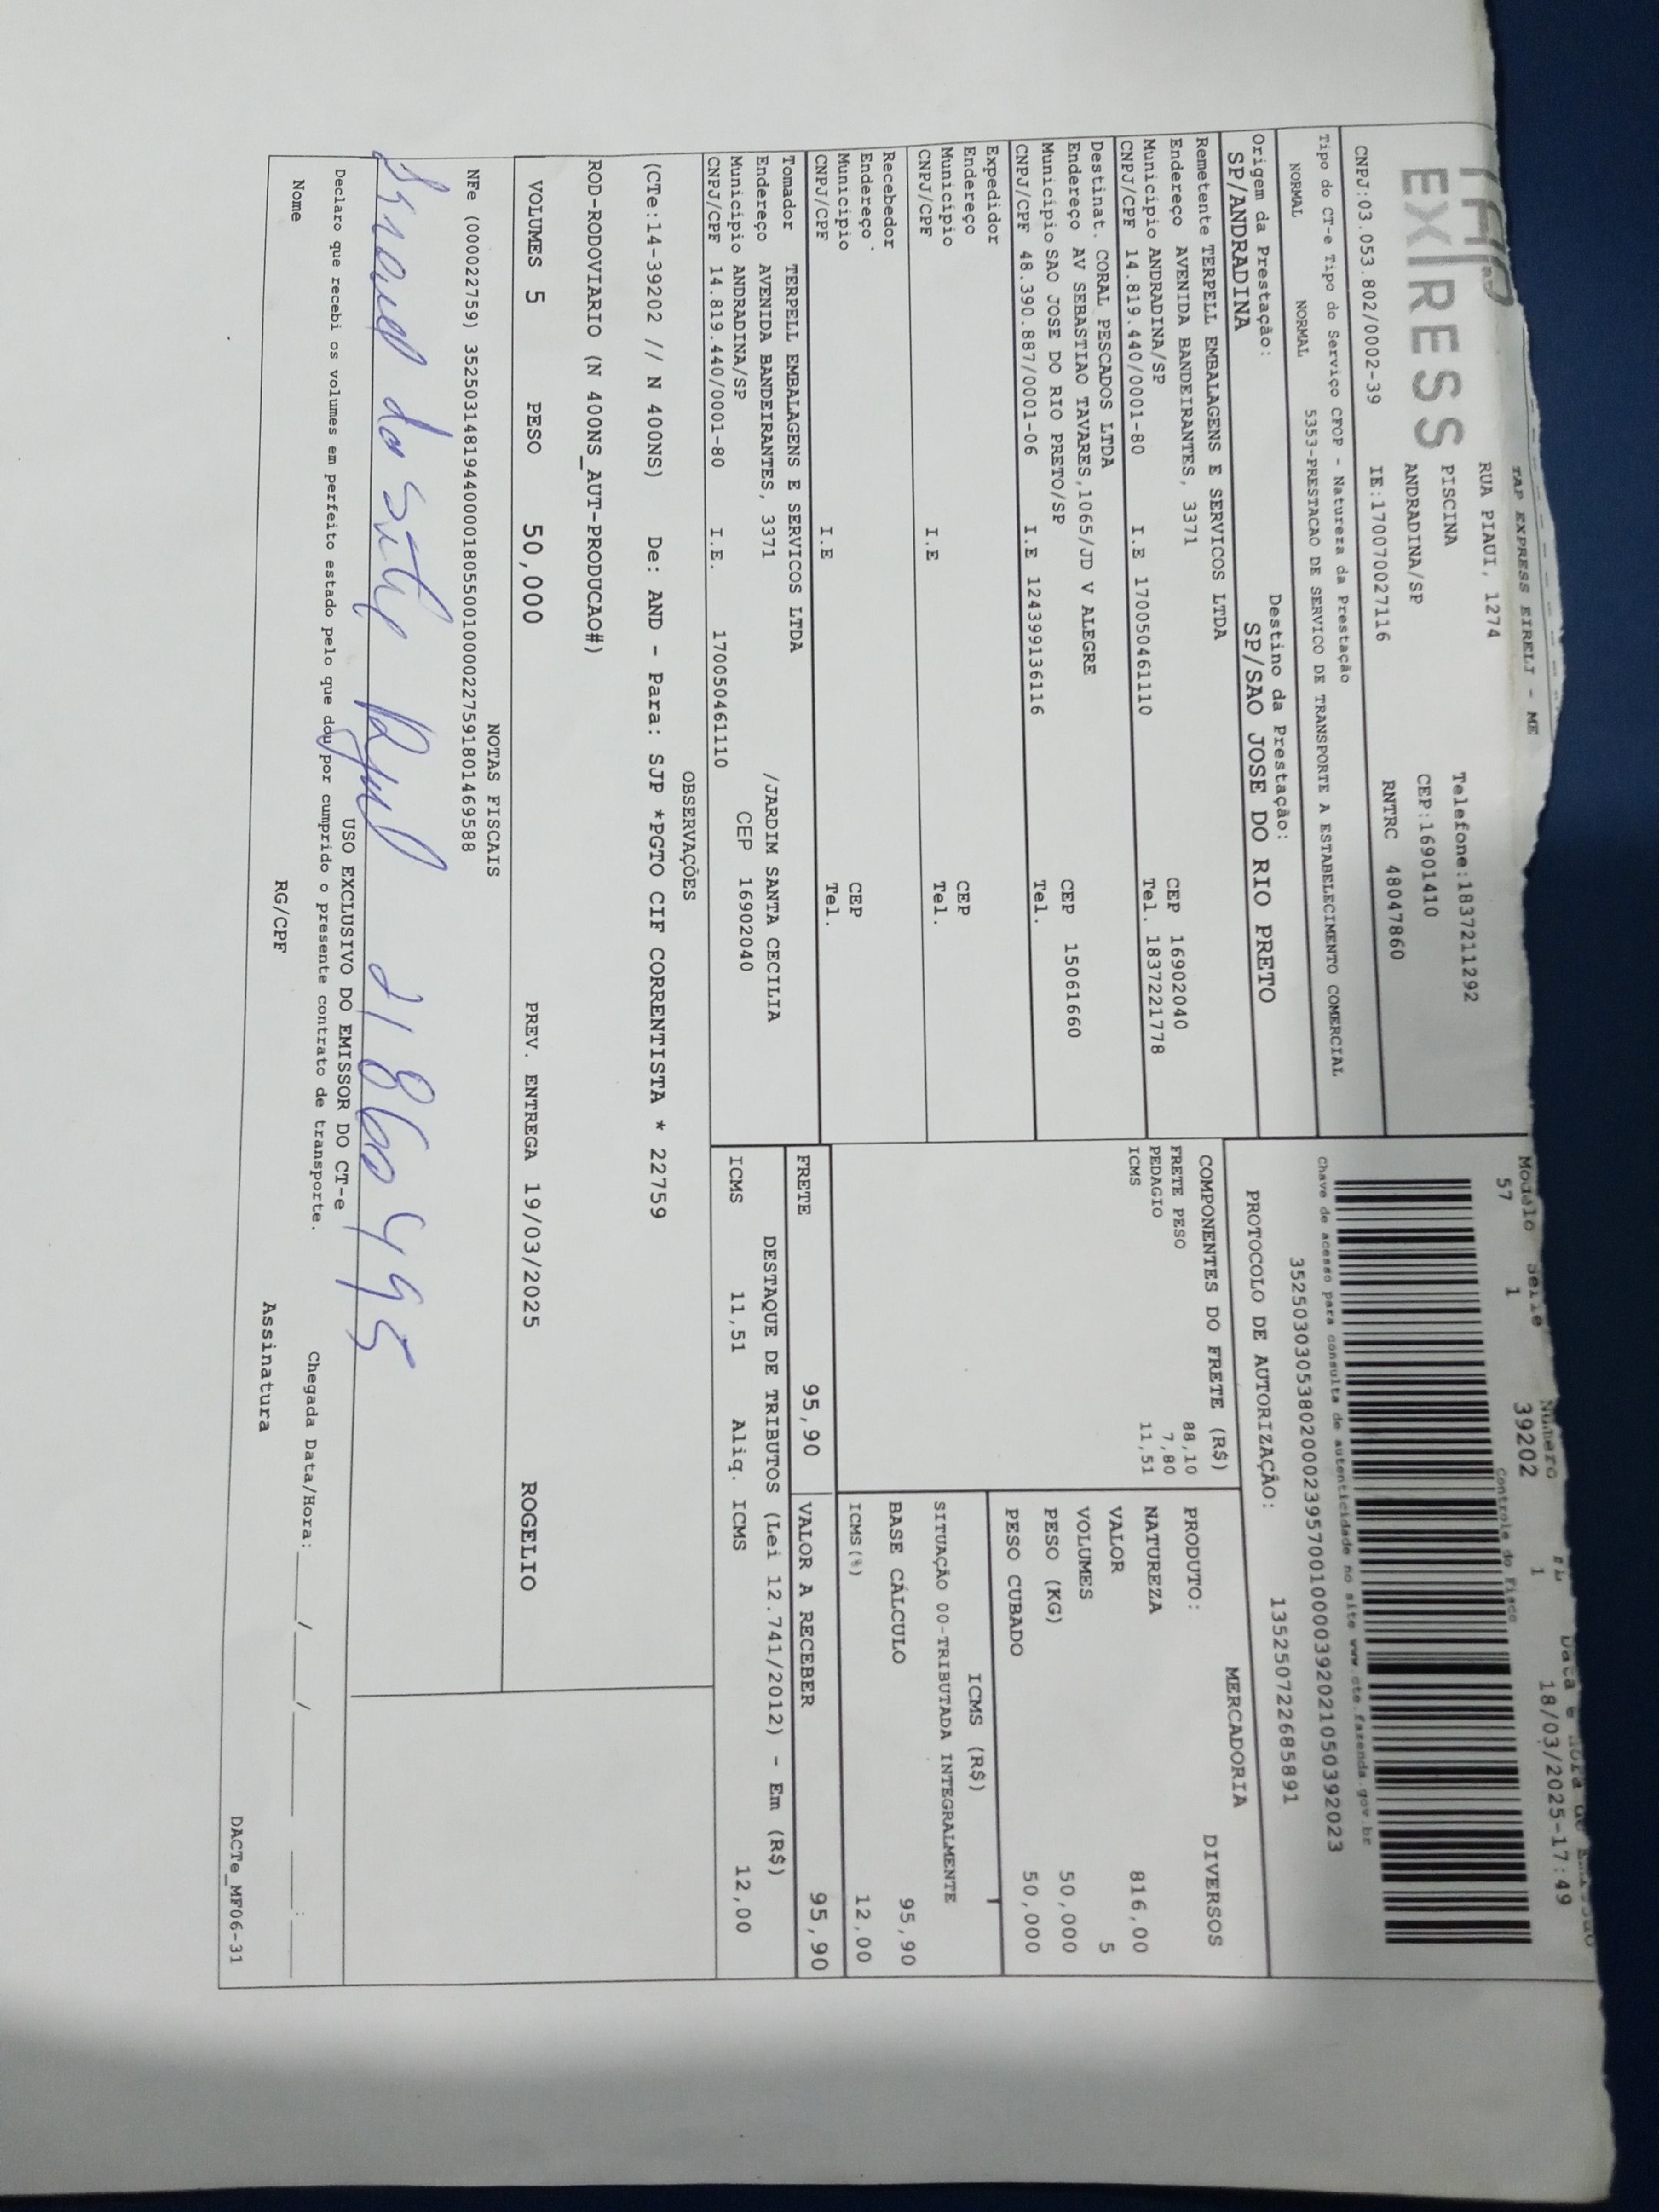 TAP EXPRESS EIRELI - ME
EXPRESS
RUA PIAUI, 1274
PISCINA
ANDRADINA/SP
Telefone:1837211292
CEP:16901410
CNPJ:03.053.802/0002-39 IE:170070027116 RNTRC 48047860
Modelo Serie Número FL Data e Hora de Emissão
57 1 39202 1 18/03/2025-17:49
Controle do Fisco
Tipo do CT-e Tipo do Serviço CFOP - Natureza da Prestação
NORMAL NORMAL 5353-PRESTACAO DE SERVICO DE TRANSPORTE A ESTABELECIMENTO COMERCIAL
Chave de acesso para consulta de autenticidade no site www.cte.fazenda.gov.br
35250303053802000239570010000392021050392023
Origem da Prestação: Destino da Prestação:
SP/ANDRADINA SP/SAO JOSE DO RIO PRETO
PROTOCOLO DE AUTORIZAÇÃO: 135250722685891
Remetente TERPELL EMBALAGENS E SERVICOS LTDA
Endereço AVENIDA BANDEIRANTES, 3371 CEP 16902040
Municipio ANDRADINA/SP Tel. 1837221778
CNPJ/CPF 14.819.440/0001-80 I.E 170050461110
Destinat. CORAL PESCADOS LTDA
Endereço AV SEBASTIAO TAVARES,1065/JD V ALEGRE CEP 15061660
Municipio SAO JOSE DO RIO PRETO/SP Tel.
CNPJ/CPF 48.390.887/0001-06 I.E 124399136116
Expedidor
Endereço CEP
Municipio Tel.
CNPJ/CPF I.E
Recebedor
Endereço CEP
Municipio Tel.
CNPJ/CPF I.E
Tomador TERPELL EMBALAGENS E SERVICOS LTDA
Endereço AVENIDA BANDEIRANTES, 3371 /JARDIM SANTA CECILIA
Municipio ANDRADINA/SP CEP 16902040
CNPJ/CPF 14.819.440/0001-80 I.E. 170050461110
COMPONENTES DO FRETE (R$)
FRETE PESO 88,10
PEDAGIO 7,80
ICMS 11,51
MERCADORIA
PRODUTO: DIVERSOS
NATUREZA
VALOR 816,00
VOLUMES 5
PESO (KG) 50,000
PESO CUBADO 50,000
ICMS (R$)
SITUAÇÃO 00-TRIBUTADA INTEGRALMENTE
BASE CÁLCULO 95,90
ICMS(%) 12,00
FRETE 95,90 VALOR A RECEBER 95,90
DESTAQUE DE TRIBUTOS (Lei 12.741/2012) - Em (R$)
ICMS 11,51 Aliq. ICMS 12,00
OBSERVAÇÕES
(CTe:14-39202 // N 400NS) De: AND - Para: SJP *PGTO CIF CORRENTISTA * 22759
ROD-RODOVIARIO (N 400NS_AUT-PRODUCAO#)
VOLUMES 5 PESO 50,000 PREV. ENTREGA 19/03/2025 ROGELIO
NOTAS FISCAIS
NFe (00022759) 35250314819440000180550010000227591801469588
21860495
USO EXCLUSIVO DO EMISSOR DO CT-e
Declaro que recebi os volumes em perfeito estado pelo que dou por cumprido o presente contrato de transporte.
Chegada Data/Hora:____/____/______ ____:____
Nome RG/CPF Assinatura
DACTe_MF06-31